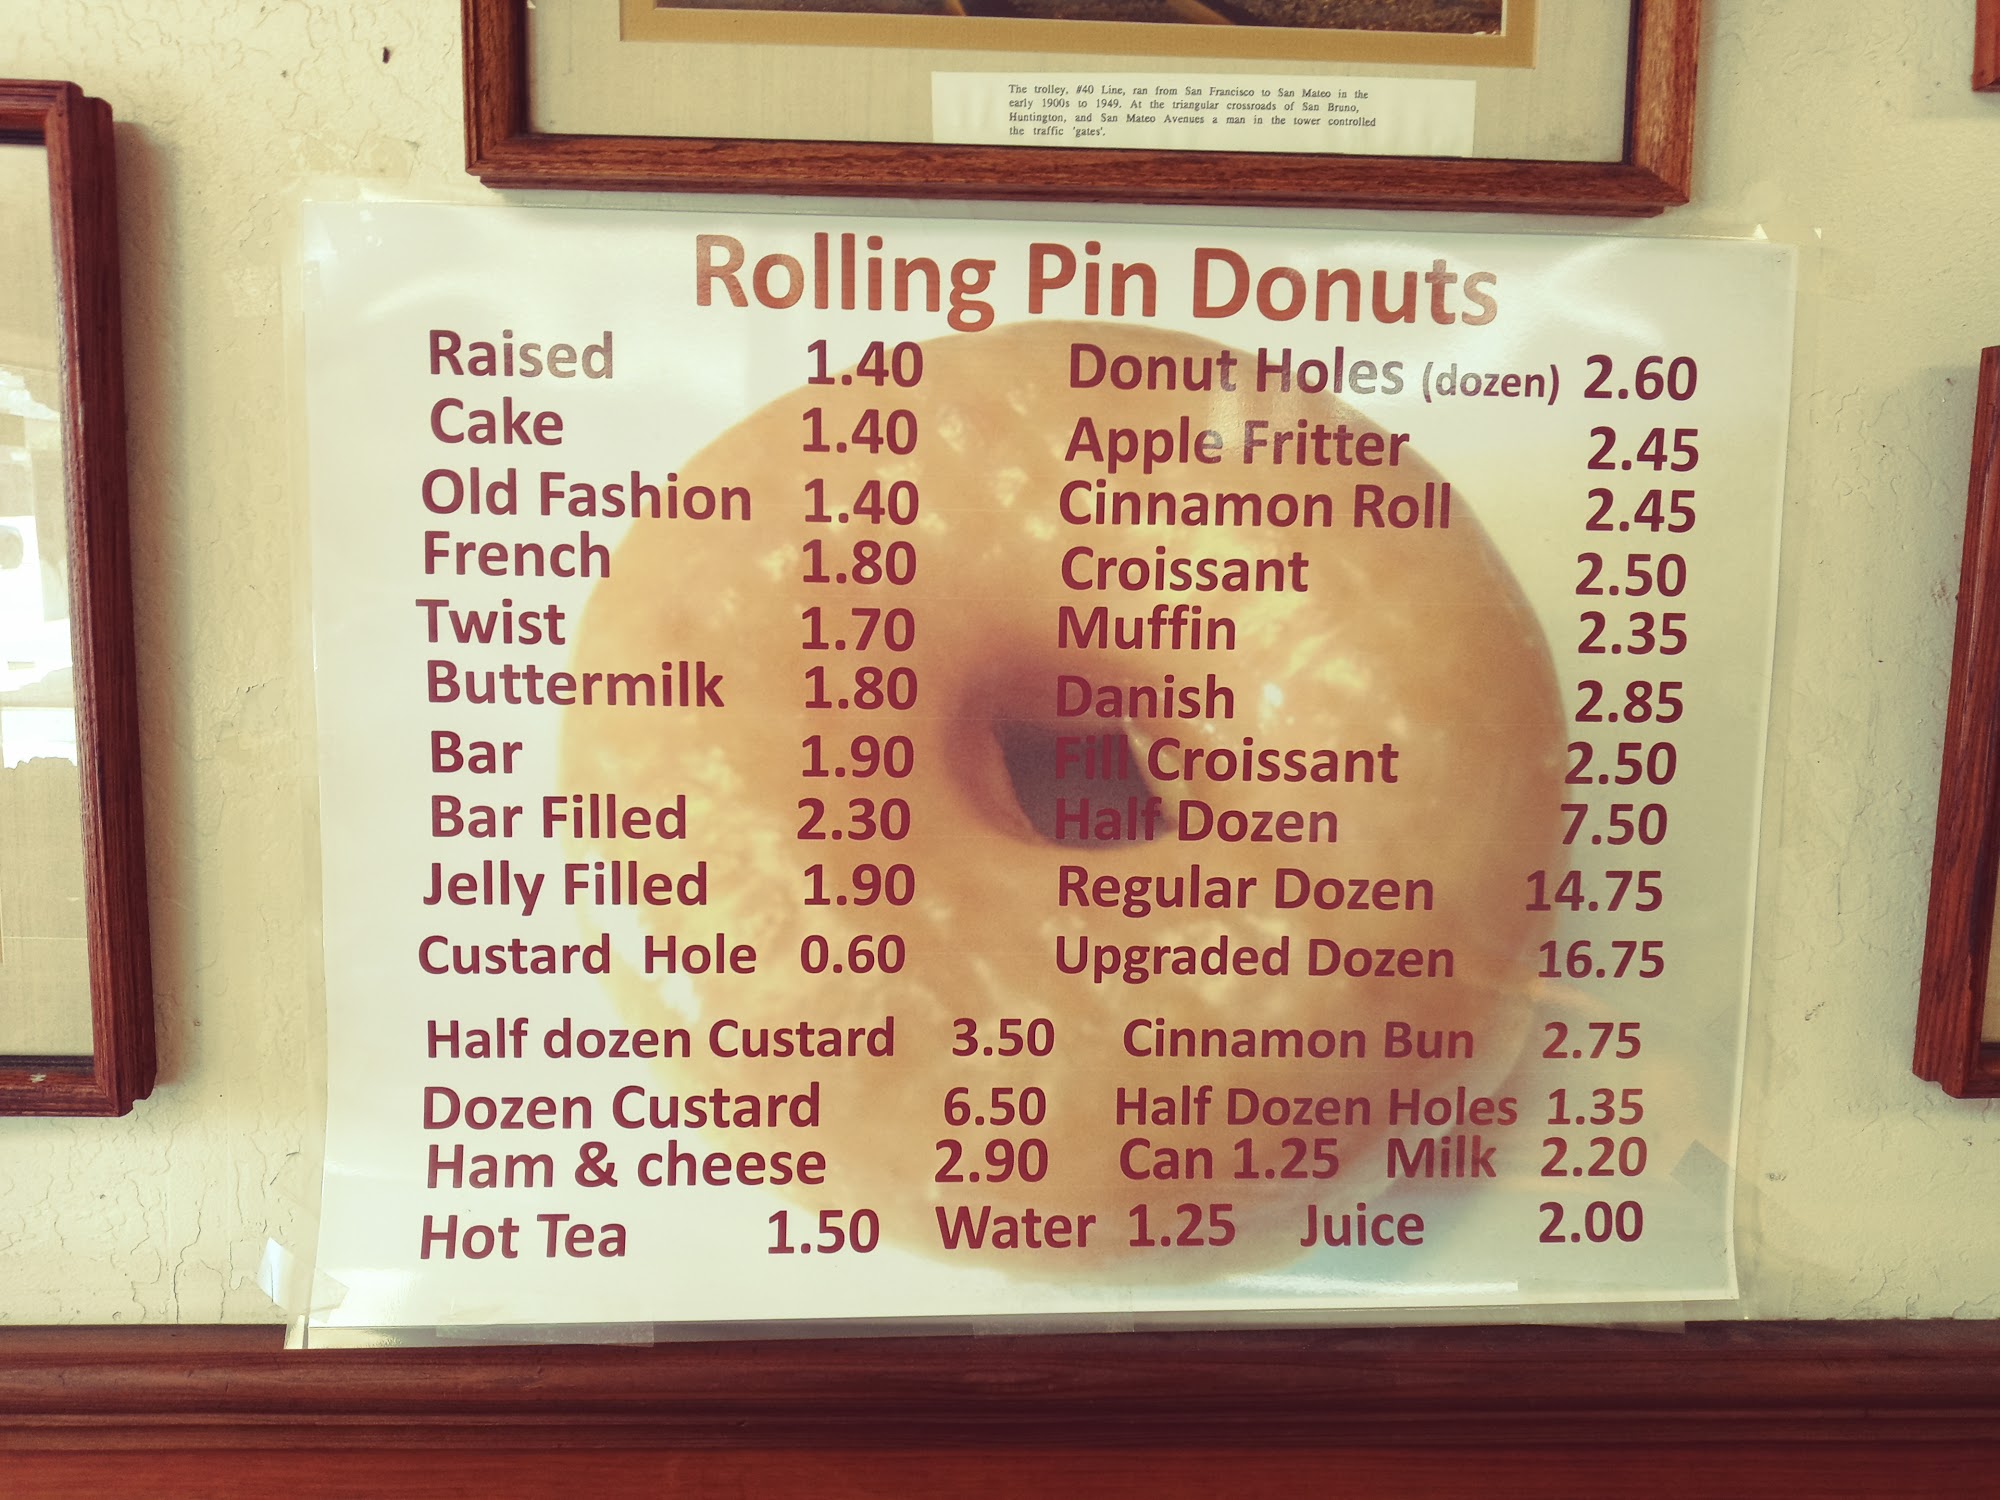 The trolley, #40 Line, ran from San Francisco to San Mateo in the
early 1900s to 1949. At the triangular crossroads of San Bruno,
Huntington, and San Mateo Avenues a man in the tower controlled
the traffic 'gates'.
Rolling Pin Donuts
Raised 1.40 Donut Holes (dozen) 2.60
Cake 1.40 Apple Fritter 2.45
Old Fashion 1.40 Cinnamon Roll 2.45
French 1.80 Croissant 2.50
Twist 1.70 Muffin 2.35
Buttermilk 1.80 Danish 2.85
Bar 1.90 Fill Croissant 2.50
Bar Filled 2.30 Half Dozen 7.50
Jelly Filled 1.90 Regular Dozen 14.75
Custard Hole 0.60 Upgraded Dozen 16.75
Half dozen Custard 3.50 Cinnamon Bun 2.75
Dozen Custard 6.50 Half Dozen Holes 1.35
Ham & cheese 2.90 Can 1.25 Milk 2.20
Hot Tea 1.50 Water 1.25 Juice 2.00